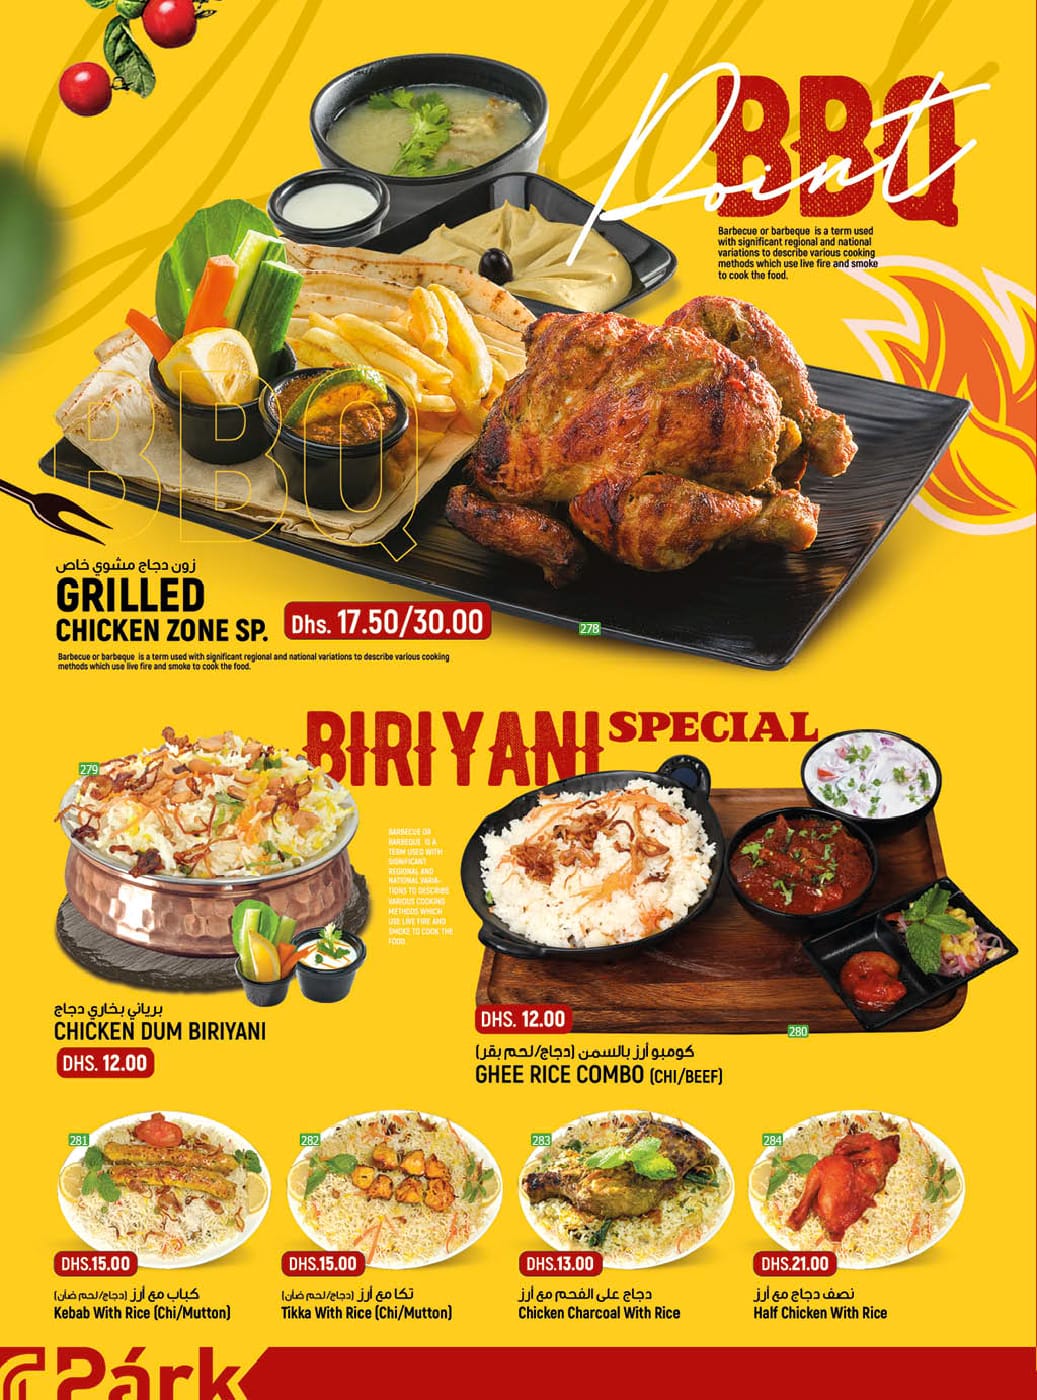 BBQ
Point
Barbecue or barbeque is a term used
with significant regional and national
variations to describe various cooking
methods which use live fire and smoke
to cook the food.
BBQ
زون دجاج مشوي خاص
GRILLED
CHICKEN ZONE SP.
Dhs. 17.50/30.00
278
Barbecue or barbeque is a term used with significant regional and national variations to describe various cooking
methods which use live fire and smoke to cook the food.
BIRIYANI SPECIAL
279
BARBECUE OR
BARBEQUE IS A
TERM USED WITH
SIGNIFICANT
REGIONAL AND
NATIONAL VARIA-
TIONS TO DESCRIBE
VARIOUS COOKING
METHODS WHICH
USE LIVE FIRE AND
SMOKE TO COOK THE
FOOD.
برياني بخاري دجاج
CHICKEN DUM BIRIYANI
DHS. 12.00
DHS. 12.00
280
كومبو أرز بالسمن (دجاج/لحم بقر)
GHEE RICE COMBO (CHI/BEEF)
281
DHS.15.00
كباب مع أرز (دجاج/لحم ضأن)
Kebab With Rice (Chi/Mutton)
282
DHS.15.00
تكا مع أرز (دجاج/لحم ضأن)
Tikka With Rice (Chi/Mutton)
283
DHS.13.00
دجاج على الفحم مع أرز
Chicken Charcoal With Rice
284
DHS.21.00
نصف دجاج مع أرز
Half Chicken With Rice
Párk